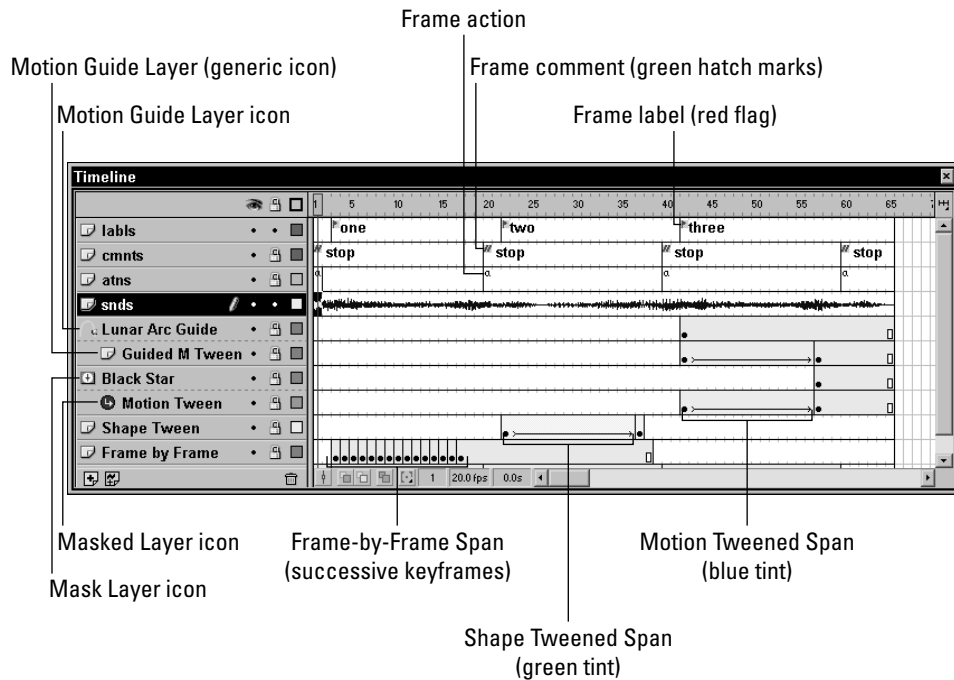 Frame action
Motion Guide Layer (generic icon)
Frame comment (green hatch marks)
Motion Guide Layer icon
Frame label (red flag)
Timeline
1 5 10 15 20 25 30 35 40 45 50 55 60 65
labls
one two three
cmnts
stop stop stop stop
atns
a a a a
snds
Lunar Arc Guide
Guided M Tween
Black Star
Motion Tween
Shape Tween
Frame by Frame
1 20.0 fps 0.0s
Masked Layer icon
Frame-by-Frame Span
(successive keyframes)
Motion Tweened Span
(blue tint)
Mask Layer icon
Shape Tweened Span
(green tint)